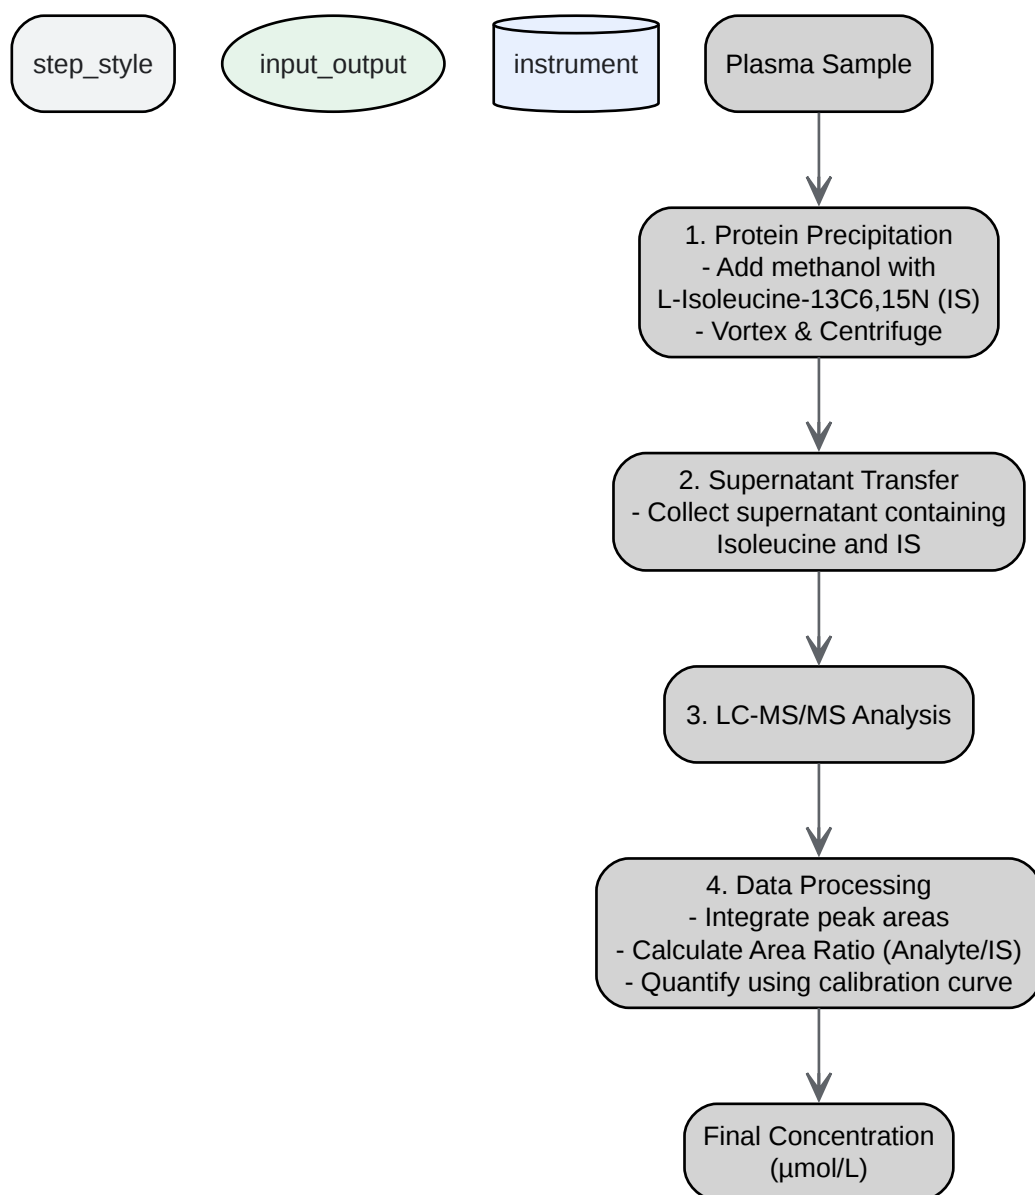 step_style
input_output
instrument
Plasma Sample
1. Protein Precipitation
- Add methanol with
L-Isoleucine-13C6,15N (IS)
- Vortex & Centrifuge
2. Supernatant Transfer
- Collect supernatant containing
Isoleucine and IS
3. LC-MS/MS Analysis
4. Data Processing
- Integrate peak areas
- Calculate Area Ratio (Analyte/IS)
- Quantify using calibration curve
Final Concentration
(µmol/L)